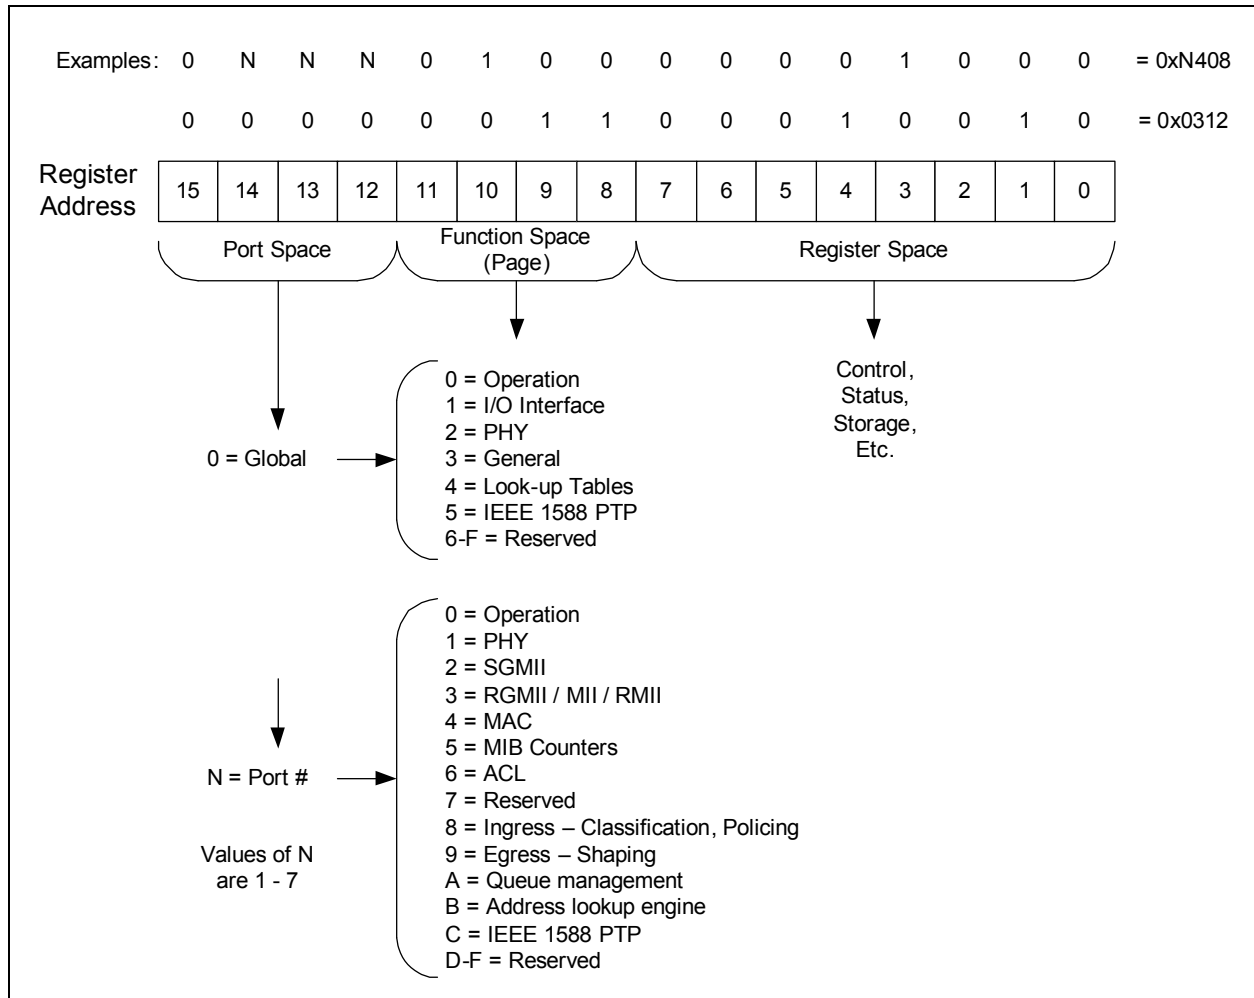 Examples: 0 N N N 0 1 0 0 0 0 0 0 1 0 0 0 = 0xN408
0 0 0 0 0 0 1 1 0 0 0 1 0 0 1 0 = 0x0312
Register
Address
15 14 13 12 11 10 9 8 7 6 5 4 3 2 1 0
Port Space
Function Space
(Page)
Register Space
0 = Global
0 = Operation
1 = I/O Interface
2 = PHY
3 = General
4 = Look-up Tables
5 = IEEE 1588 PTP
6-F = Reserved
Control,
Status,
Storage,
Etc.
N = Port #
Values of N
are 1 - 7
0 = Operation
1 = PHY
2 = SGMII
3 = RGMII / MII / RMII
4 = MAC
5 = MIB Counters
6 = ACL
7 = Reserved
8 = Ingress – Classification, Policing
9 = Egress – Shaping
A = Queue management
B = Address lookup engine
C = IEEE 1588 PTP
D-F = Reserved